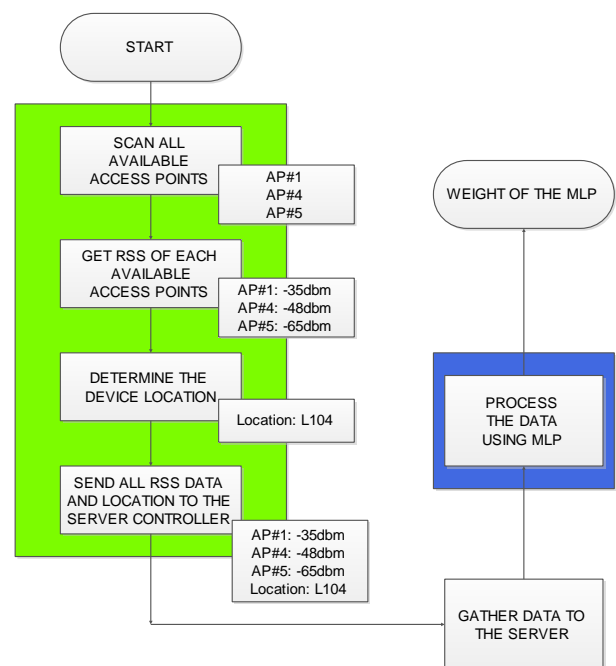 START
SCAN ALL
AVAILABLE
ACCESS POINTS
AP#1
AP#4
AP#5
GET RSS OF EACH
AVAILABLE
ACCESS POINTS
AP#1: -35dbm
AP#4: -48dbm
AP#5: -65dbm
DETERMINE THE
DEVICE LOCATION
Location: L104
SEND ALL RSS DATA
AND LOCATION TO THE
SERVER CONTROLLER
AP#1: -35dbm
AP#4: -48dbm
AP#5: -65dbm
Location: L104
GATHER DATA TO
THE SERVER
PROCESS
THE DATA
USING MLP
WEIGHT OF THE MLP